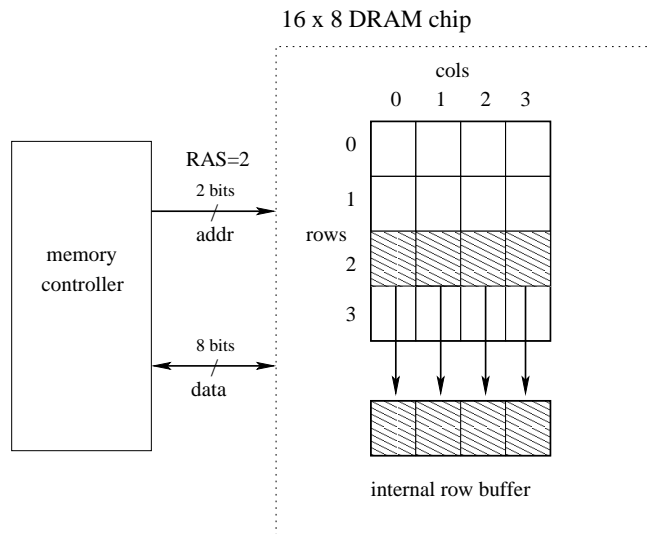 16 x 8 DRAM chip
cols
0 1 2 3
0
RAS=2
2 bits
addr
1
rows
memory
controller
2
3
8 bits
data
internal row buffer